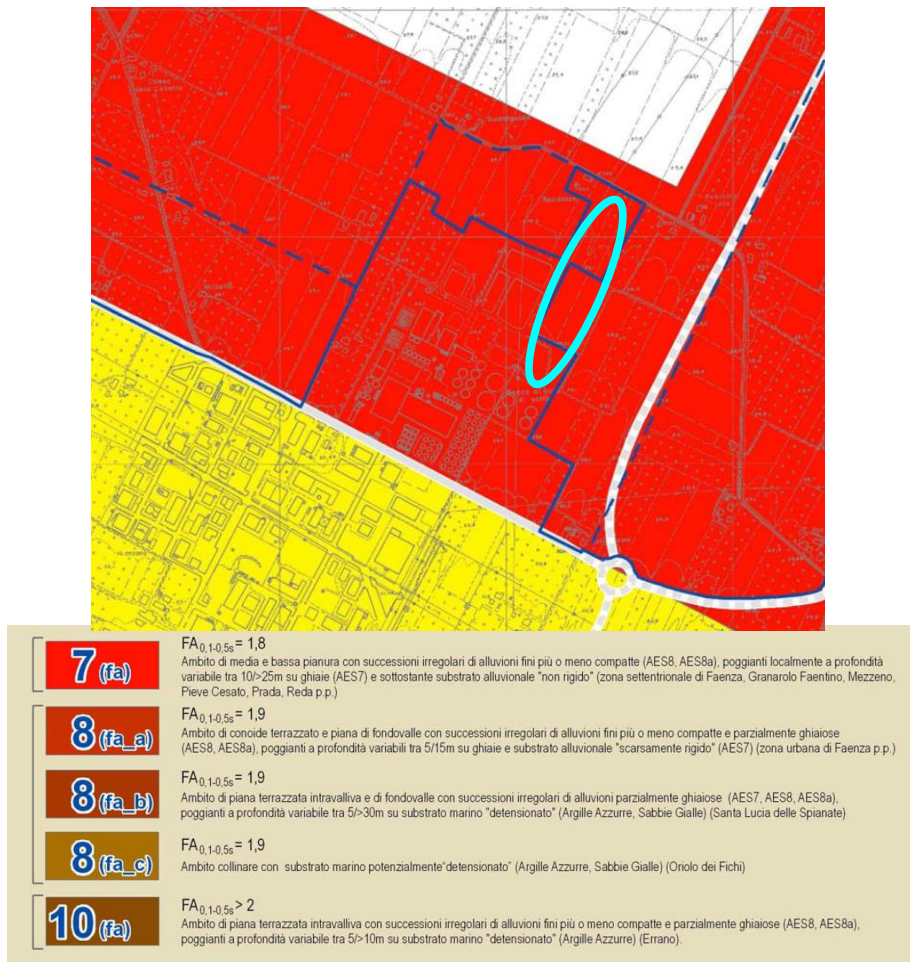 7 (fa)
FA0,1-0,5s = 1,8
Ambito di media e bassa pianura con successioni irregolari di alluvioni fini più o meno compatte (AES8, AES8a), poggianti localmente a profondità
variabile tra 10/>25m su ghiaie (AES7) e sottostante substrato alluvionale "non rigido" (zona settentrionale di Faenza, Granarolo Faentino, Mezzeno,
Pieve Cesato, Prada, Reda p.p.)
8 (fa_a)
FA0,1-0,5s = 1,9
Ambito di conoide terrazzato e piana di fondovalle con successioni irregolari di alluvioni fini più o meno compatte e parzialmente ghiaiose
(AES8, AES8a), poggianti a profondità variabili tra 5/15m su ghiaie e substrato alluvionale "scarsamente rigido" (AES7) (zona urbana di Faenza p.p.)
8 (fa_b)
FA0,1-0,5s = 1,9
Ambito di piana terrazzata intravalliva e di fondovalle con successioni irregolari di alluvioni parzialmente ghiaiose (AES7, AES8, AES8a),
poggianti a profondità variabile tra 5/>30m su substrato marino "detensionato" (Argille Azzurre, Sabbie Gialle) (Santa Lucia delle Spianate)
8 (fa_c)
FA0,1-0,5s = 1,9
Ambito collinare con substrato marino potenzialmente"detensionato" (Argille Azzurre, Sabbie Gialle) (Oriolo dei Fichi)
10 (fa)
FA0,1-0,5s > 2
Ambito di piana terrazzata intravalliva con successioni irregolari di alluvioni fini più o meno compatte e parzialmente ghiaiose (AES8, AES8a),
poggianti a profondità variabile tra 5/>10m su substrato marino "detensionato" (Argille Azzurre) (Errano).